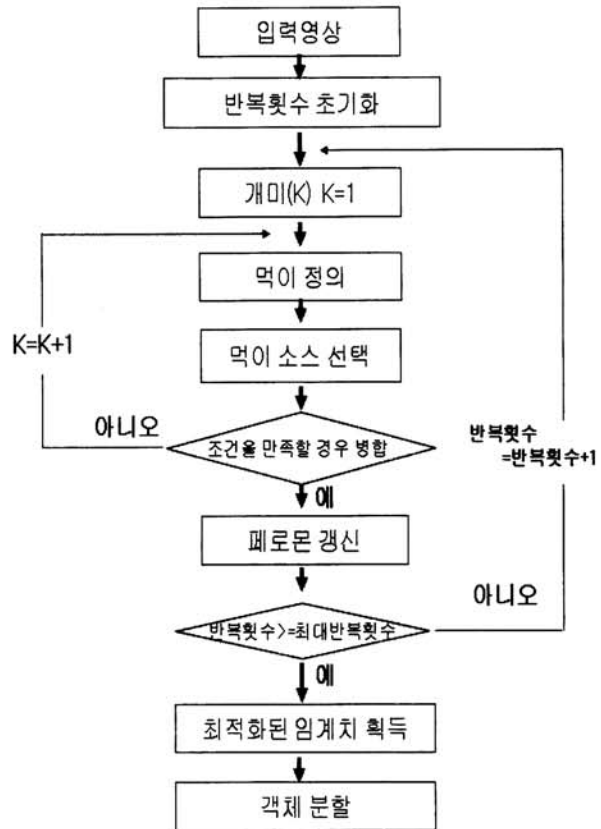 입력영상
반복횟수 초기화
개미(K) K=1
먹이 정의
K=K+1
먹이 소스 선택
아니오
조건을 만족할 경우 병합
반복횟수
=반복횟수+1
예
페로몬 갱신
아니오
반복횟수>=최대반복횟수
예
최적화된 임계치 획득
객체 분할